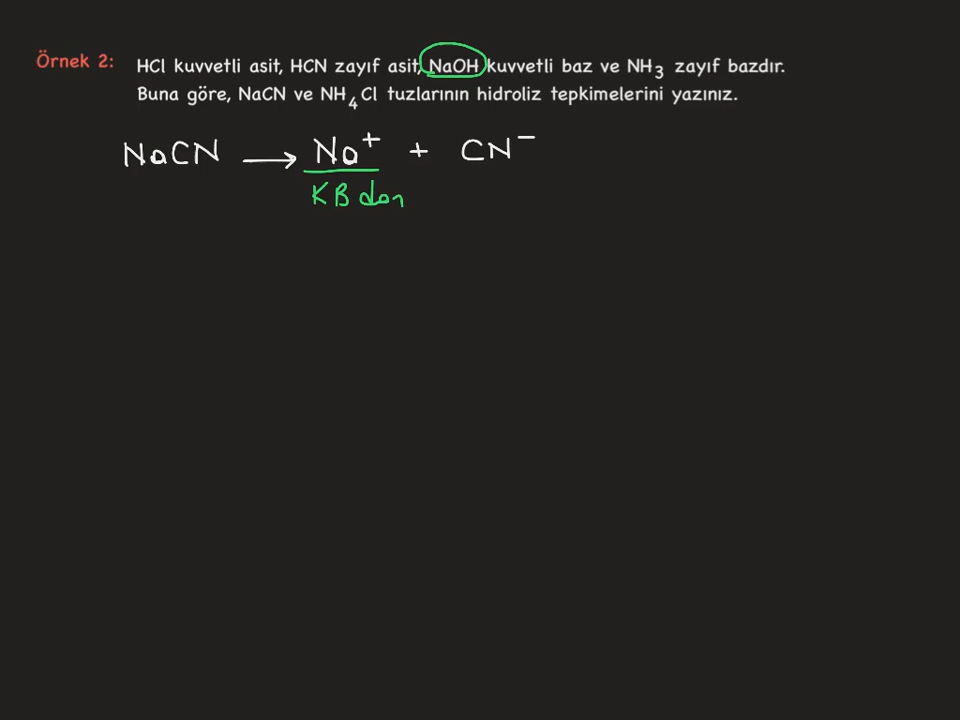 Örnek 2: HCl kuvvetli asit, HCN zayıf asit, NaOH kuvvetli baz ve NH₃ zayıf bazdır.
Buna göre, NaCN ve NH₄Cl tuzlarının hidroliz tepkimelerini yazınız.
NaCN → Na⁺ + CN⁻
KB den